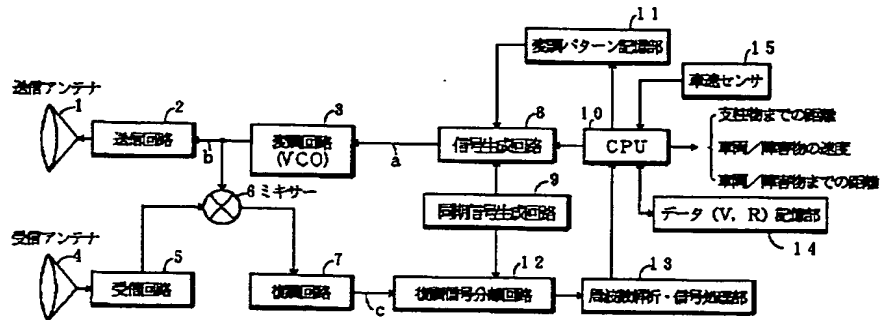 11
変調パターン記憶部
15
車速センサ
送信アンテナ
1
2
送信回路
b
3
変調回路
(VCO)
a
8
信号生成回路
10
CPU
支柱物までの距離
車両/障害物の速度
車両/障害物までの距離
6ミキサー
9
同期信号生成回路
データ(V,R)記憶部
14
受信アンテナ
4
5
受信回路
7
復調回路
c
12
復調信号分離回路
13
周波数解析・信号処理部